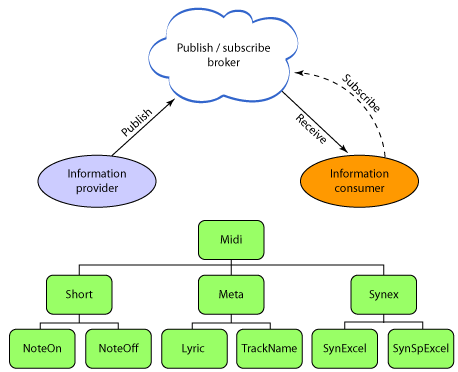 Publish / subscribe
broker
Publish
Receive
Subscribe
Information
provider
Information
consumer
Midi
Short
Meta
Synex
NoteOn
NoteOff
Lyric
TrackName
SynExcel
SynSpExcel